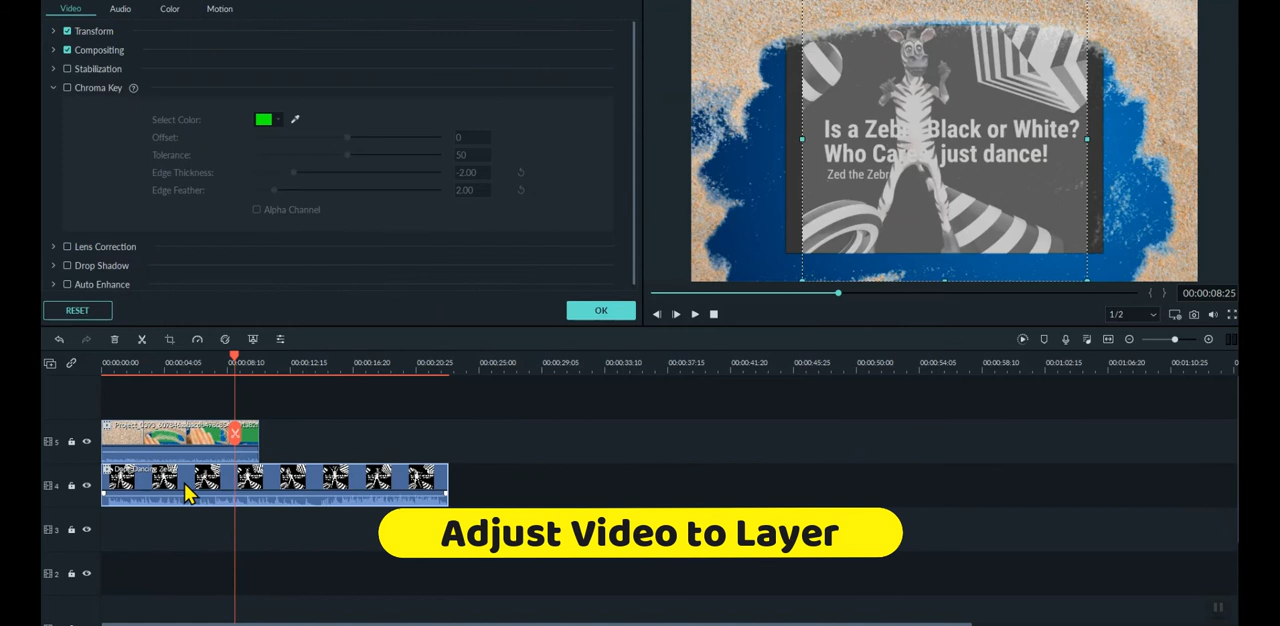 Video Audio Color Motion
Transform
Compositing
Stabilization
Chroma Key ?
Select Color:
Offset: 0
Tolerance: 50
Edge Thickness: -2.00
Edge Feather: 2.00
Alpha Channel
Lens Correction
Drop Shadow
Auto Enhance
RESET OK
Is a Zebra Black or White?
Who Cares, just dance!
Zed the Zebra
{ } 00:00:08:25
1/2
00:00:00:00 00:00:04:05 00:00:08:10 00:00:12:15 00:00:16:20 00:00:20:25 00:00:25:00 00:00:29:05 00:00:33:10 00:00:37:15 00:00:41:20 00:00:45:25 00:00:50:00 00:00:54:05 00:00:58:10 00:01:02:15 00:01:06:20 00:01:10:25
5
4
3
2
Adjust Video to Layer